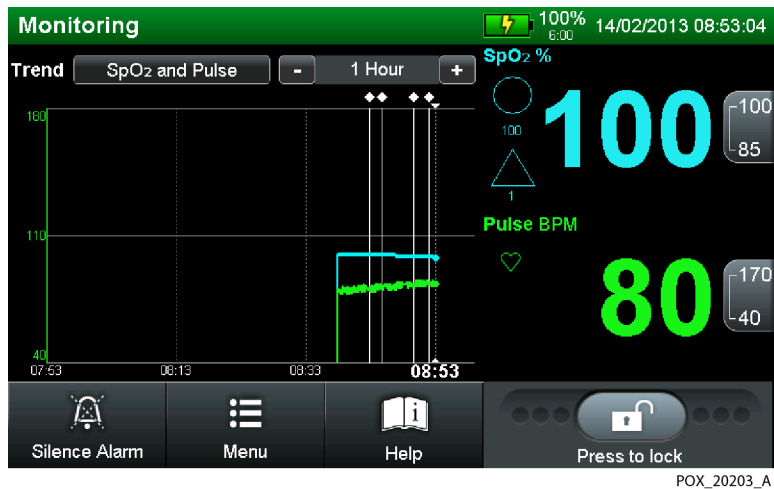 Monitoring
100%
6:00
14/02/2013 08:53:04
Trend
SpO2 and Pulse
-
1 Hour
+
SpO2 %
100
1
100
100
85
180
110
40
07:53
08:13
08:33
08:53
Pulse BPM
80
170
40
Silence Alarm
Menu
i
Help
Press to lock
POX_20203_A